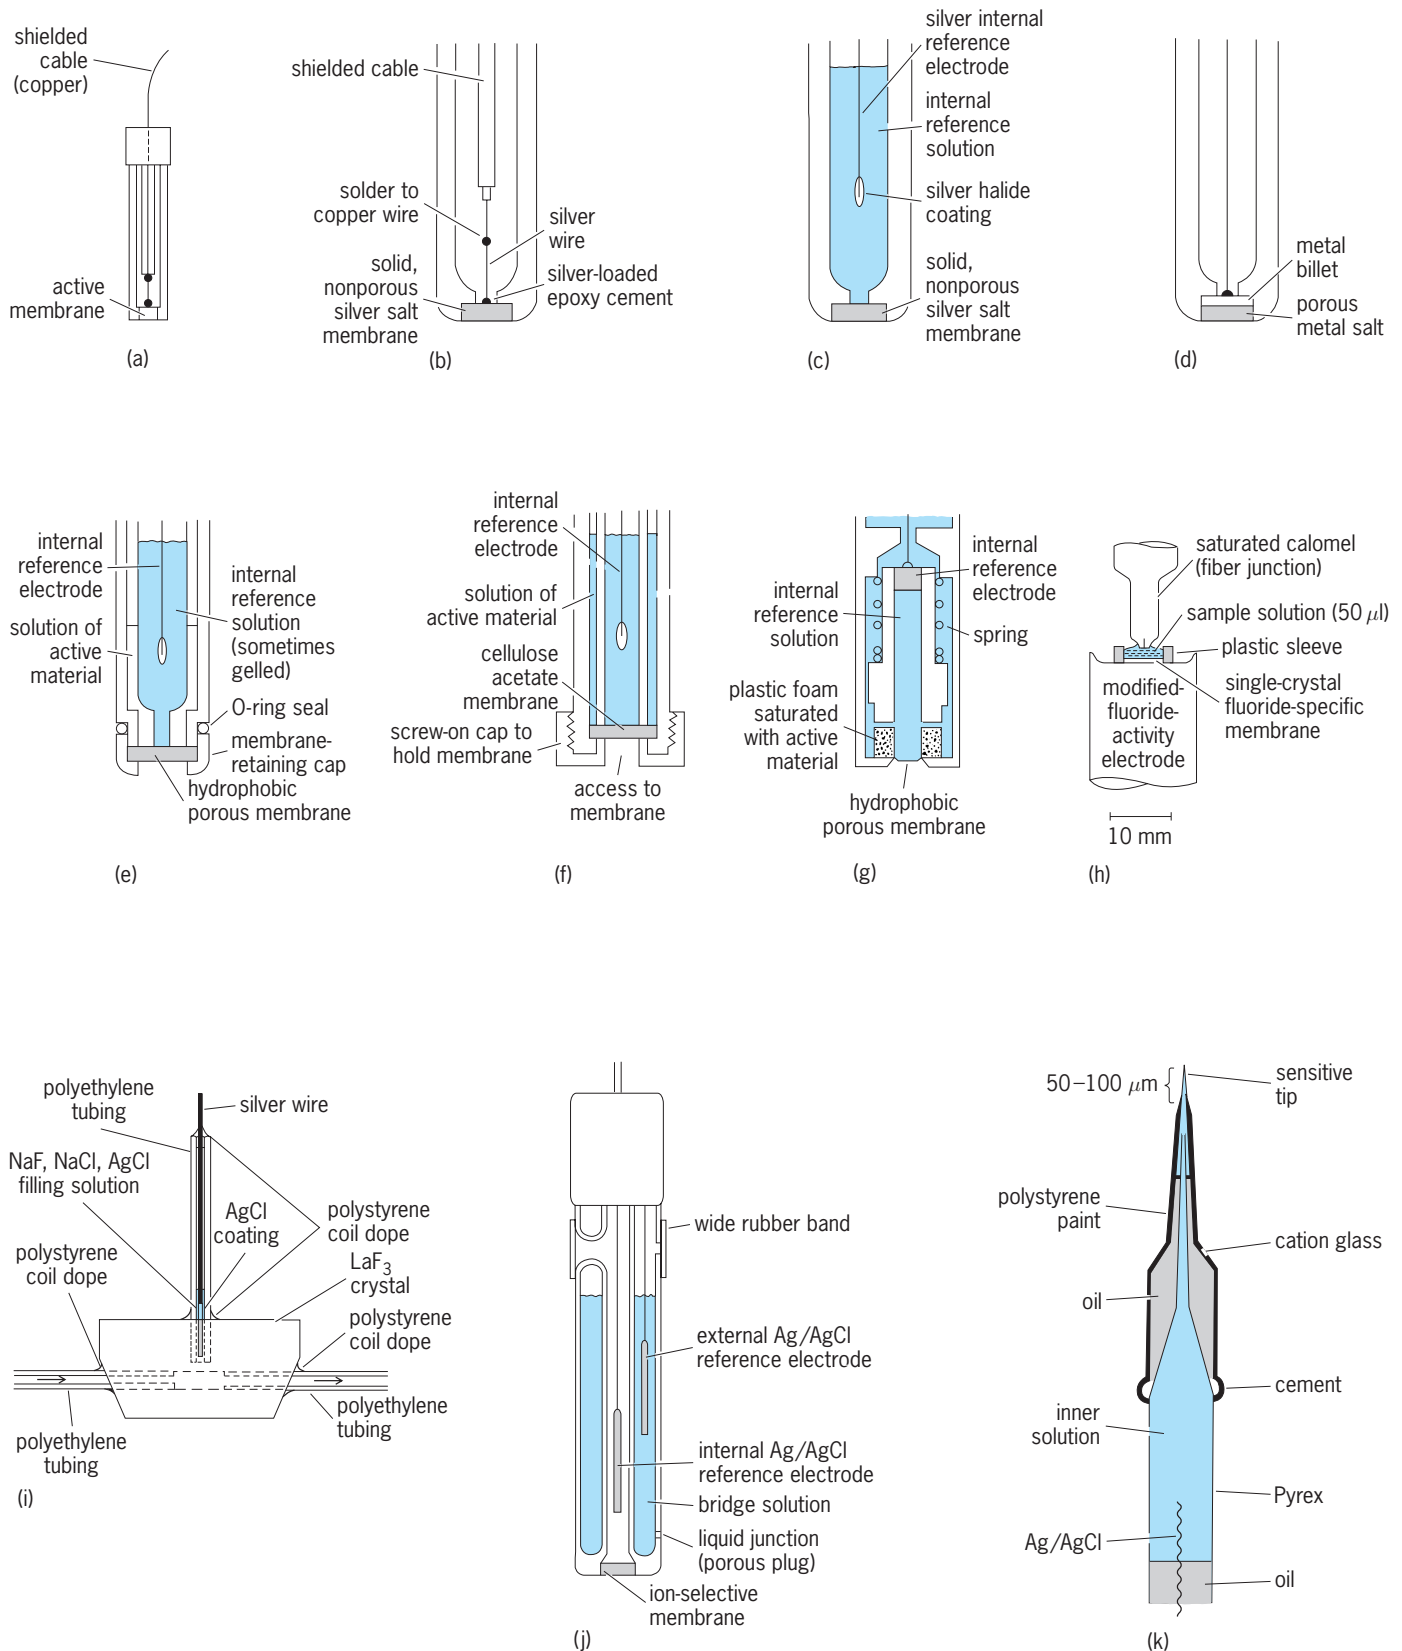 shielded
cable
(copper)
active
membrane
(a)
shielded cable
solder to
copper wire
silver
wire
solid,
nonporous
silver salt
membrane
silver-loaded
epoxy cement
(b)
silver internal
reference
electrode
internal
reference
solution
silver halide
coating
solid,
nonporous
silver salt
membrane
(c)
metal
billet
porous
metal salt
(d)
internal
reference
electrode
solution of
active
material
internal
reference
solution
(sometimes
gelled)
O-ring seal
membrane-
retaining cap
hydrophobic
porous membrane
(e)
internal
reference
electrode
solution of
active material
cellulose
acetate
membrane
screw-on cap to
hold membrane
access to
membrane
(f)
internal
reference
electrode
internal
reference
solution
spring
plastic foam
saturated
with active
material
hydrophobic
porous membrane
(g)
saturated calomel
(fiber junction)
sample solution (50 μl)
plastic sleeve
single-crystal
fluoride-specific
membrane
modified-
fluoride-
activity
electrode
10 mm
(h)
polyethylene
tubing
silver wire
NaF, NaCl, AgCl
filling solution
AgCl
coating
polystyrene
coil dope
polystyrene
coil dope
LaF3
crystal
polystyrene
coil dope
polyethylene
tubing
polyethylene
tubing
(i)
wide rubber band
external Ag/AgCl
reference electrode
internal Ag/AgCl
reference electrode
bridge solution
liquid junction
(porous plug)
ion-selective
membrane
(j)
50–100 μm
sensitive
tip
polystyrene
paint
cation glass
oil
cement
inner
solution
Pyrex
Ag/AgCl
oil
(k)